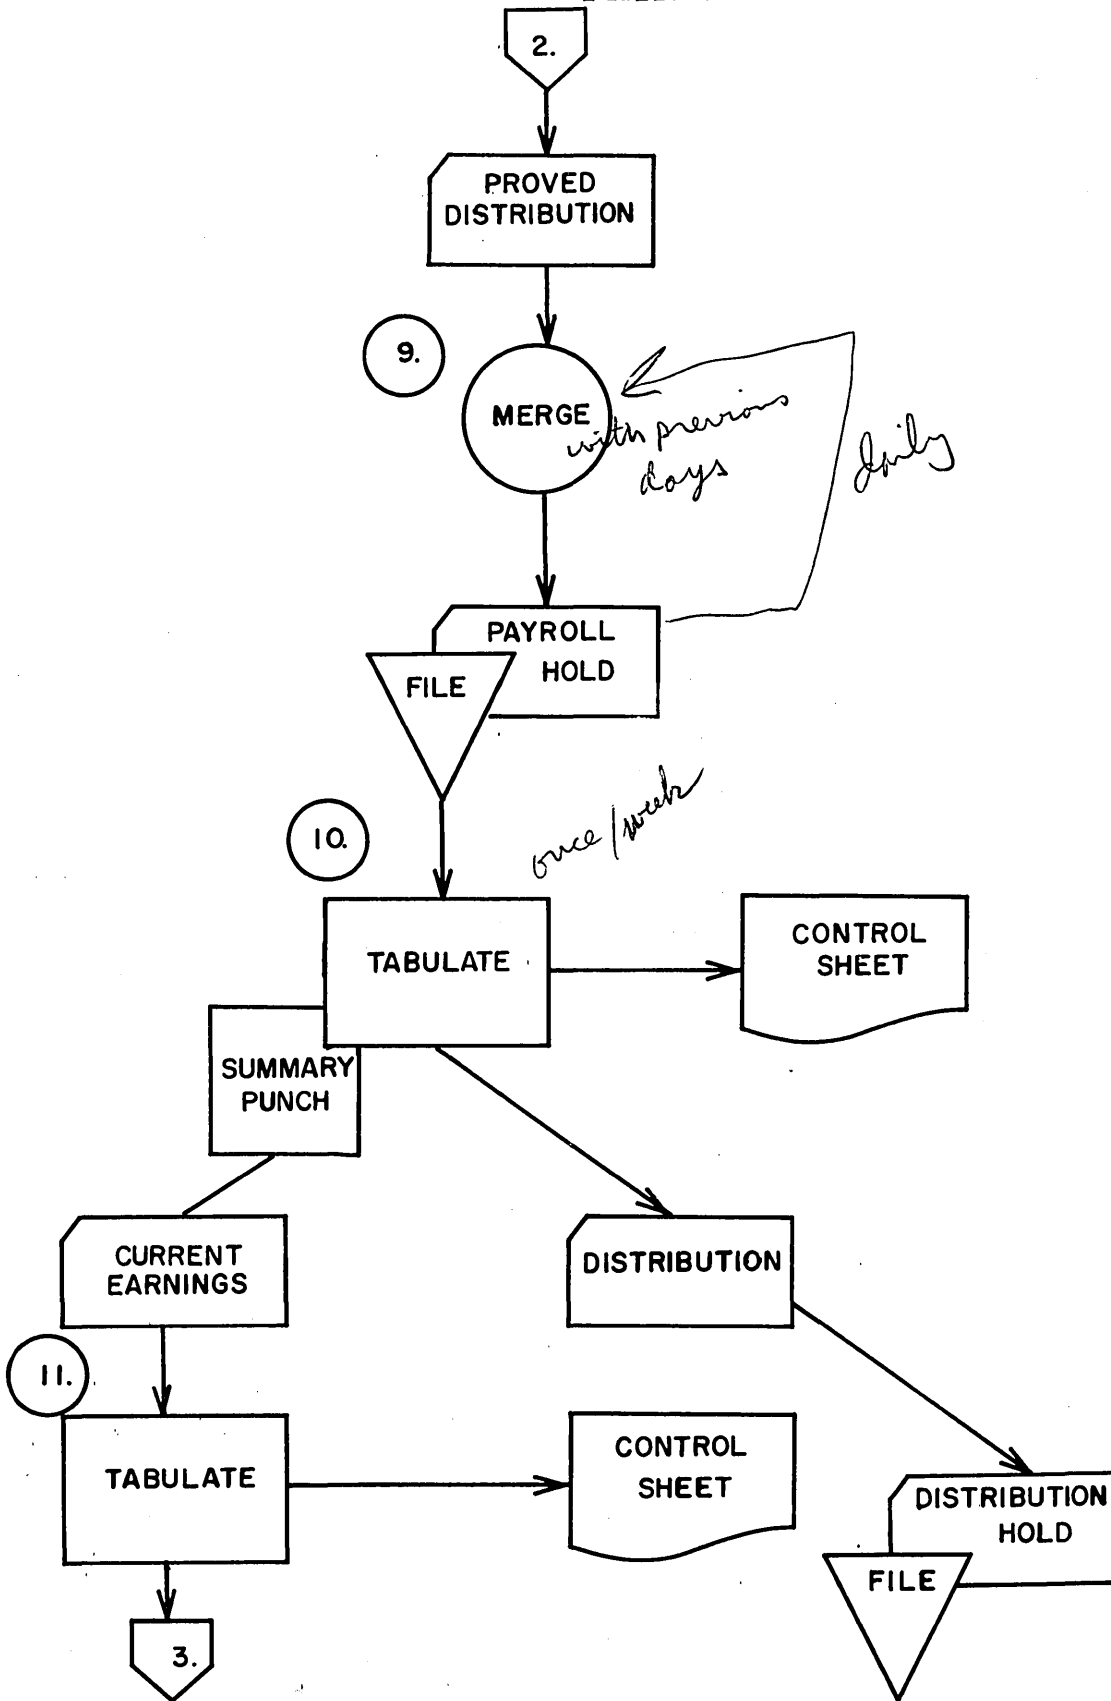 2.
PROVED
DISTRIBUTION
9.
MERGE
with previous
days
daily
PAYROLL
HOLD
FILE
once/week
10.
TABULATE
CONTROL
SHEET
SUMMARY
PUNCH
CURRENT
EARNINGS
DISTRIBUTION
11.
TABULATE
CONTROL
SHEET
DISTRIBUTION
HOLD
FILE
3.